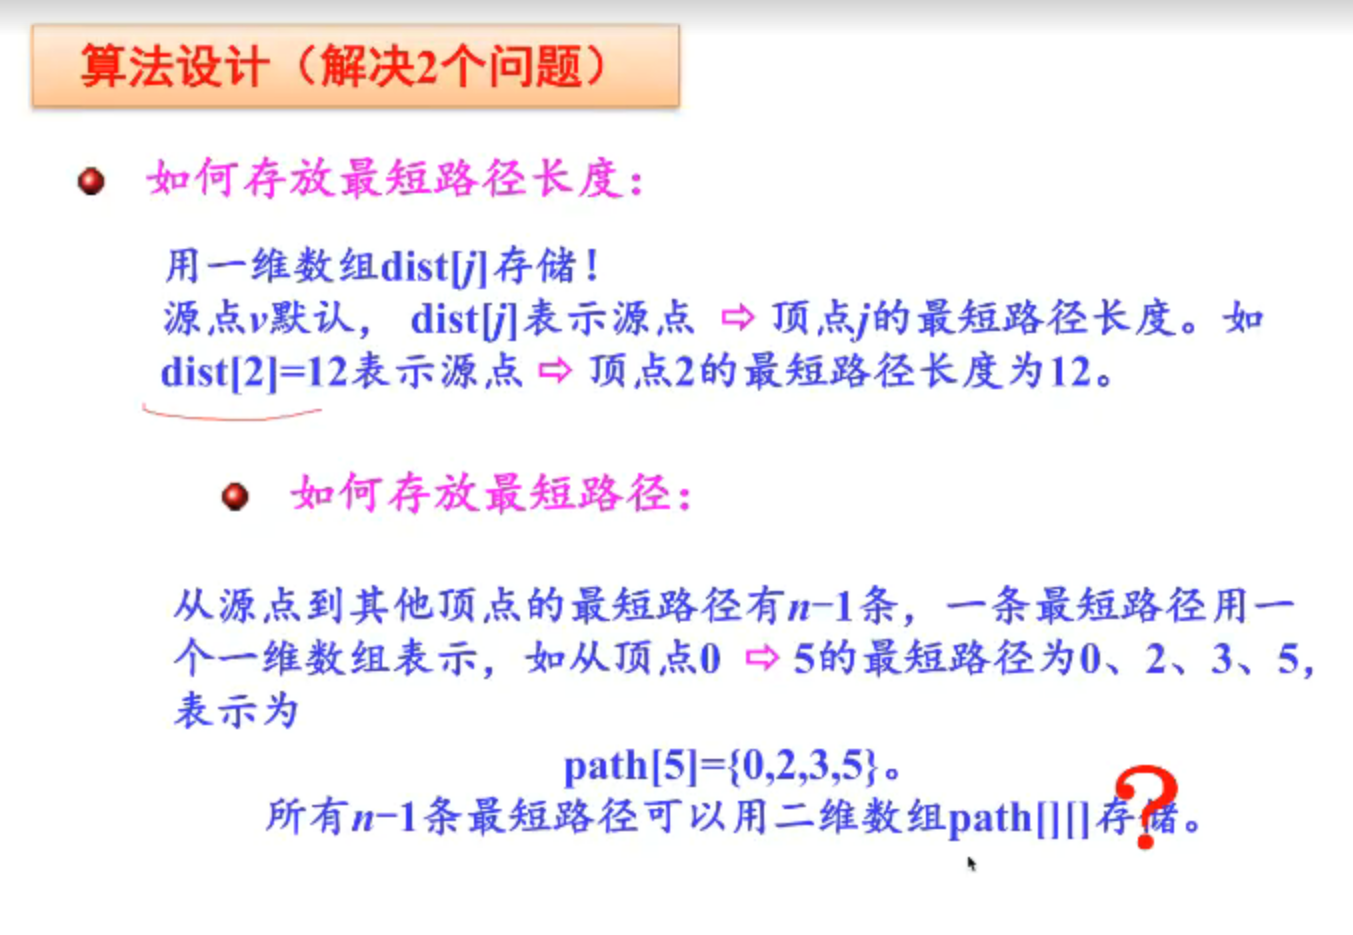 算法设计（解决2个问题）
如何存放最短路径长度：
用一维数组dist[j]存储！
源点v默认， dist[j]表示源点 ⇨ 顶点j的最短路径长度。如
dist[2]=12表示源点 ⇨ 顶点2的最短路径长度为12。
如何存放最短路径：
从源点到其他顶点的最短路径有n−1条，一条最短路径用一
个一维数组表示，如从顶点0 ⇨ 5的最短路径为0、2、3、5，
表示为
path[5]={0,2,3,5}。
所有n−1条最短路径可以用二维数组path[][]存储。
?